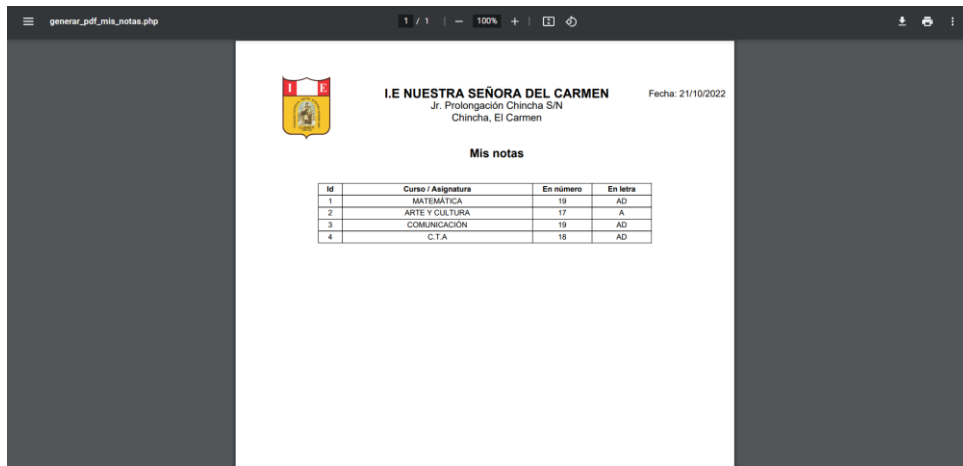 generar_pdf_mis_notas.php
1 / 1
100%
I E
I.E NUESTRA SEÑORA DEL CARMEN
Fecha: 21/10/2022
Jr. Prolongación Chincha S/N
Chincha, El Carmen
Mis notas
Id Curso / Asignatura En número En letra
1 MATEMÁTICA 19 AD
2 ARTE Y CULTURA 17 A
3 COMUNICACIÓN 19 AD
4 C.T.A 18 AD